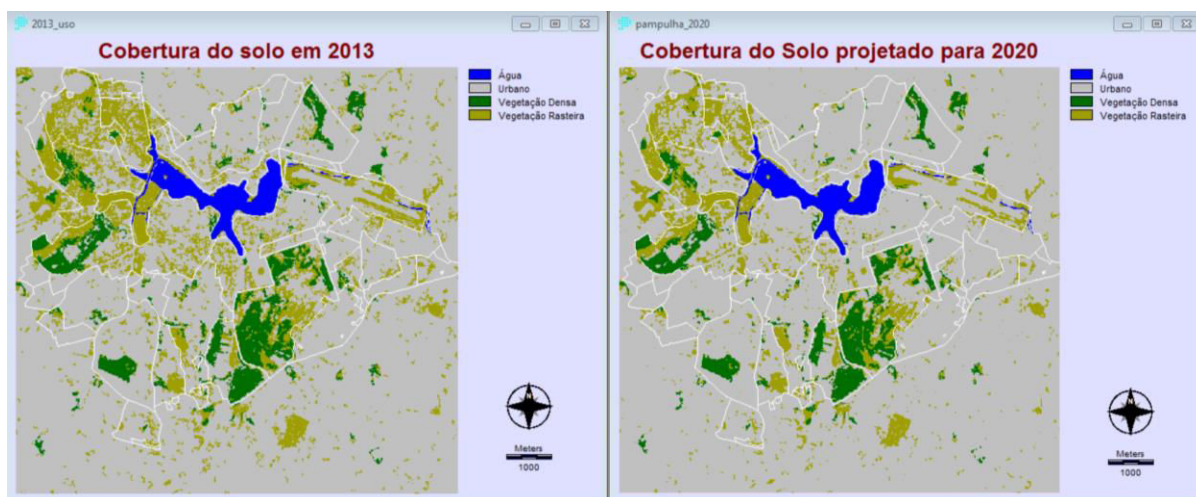 2013_uso
Cobertura do solo em 2013
Água
Urbano
Vegetação Densa
Vegetação Rasteira
N
Meters
1000
pampulha_2020
Cobertura do Solo projetado para 2020
Água
Urbano
Vegetação Densa
Vegetação Rasteira
N
Meters
1000